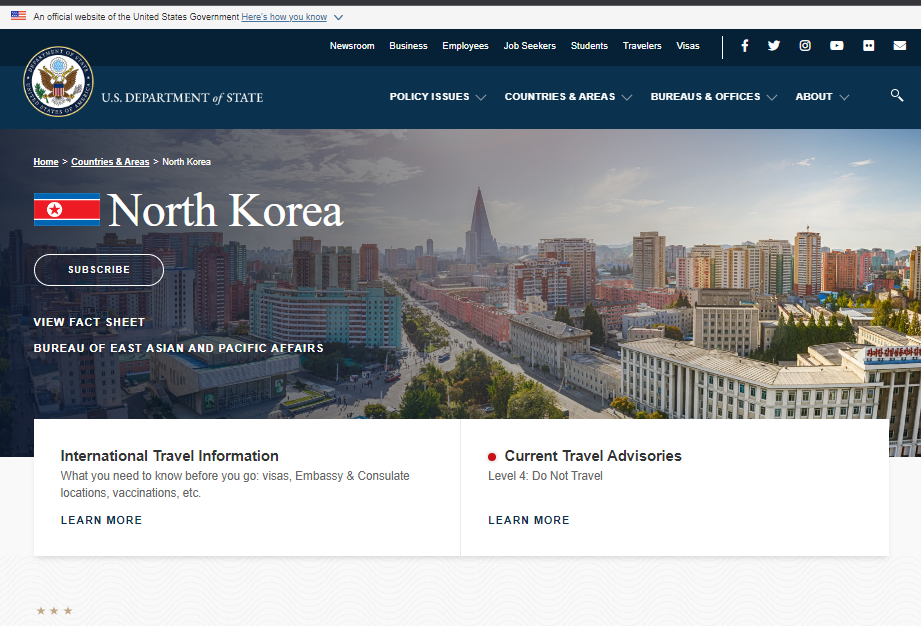 An official website of the United States Government Here's how you know
Newsroom Business Employees Job Seekers Students Travelers Visas
U.S. DEPARTMENT of STATE
POLICY ISSUES COUNTRIES & AREAS BUREAUS & OFFICES ABOUT
Home > Countries & Areas > North Korea
North Korea
SUBSCRIBE
VIEW FACT SHEET
BUREAU OF EAST ASIAN AND PACIFIC AFFAIRS
International Travel Information
What you need to know before you go: visas, Embassy & Consulate
locations, vaccinations, etc.
LEARN MORE
Current Travel Advisories
Level 4: Do Not Travel
LEARN MORE